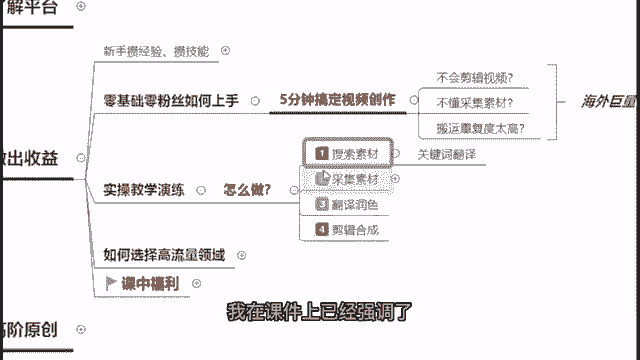 解平台
新手攒经验、攒技能
零基础零粉丝如何上手
5分钟搞定视频创作
不会剪辑视频?
不懂采集素材?
搬运重复度太高?
海外巨量
做出收益
实操教学演练
怎么做?
1 搜索素材
关键词翻译
采集素材
3 翻译润色
4 剪辑合成
如何选择高流量领域
课中福利
我在课件上已经强调了
高阶原创